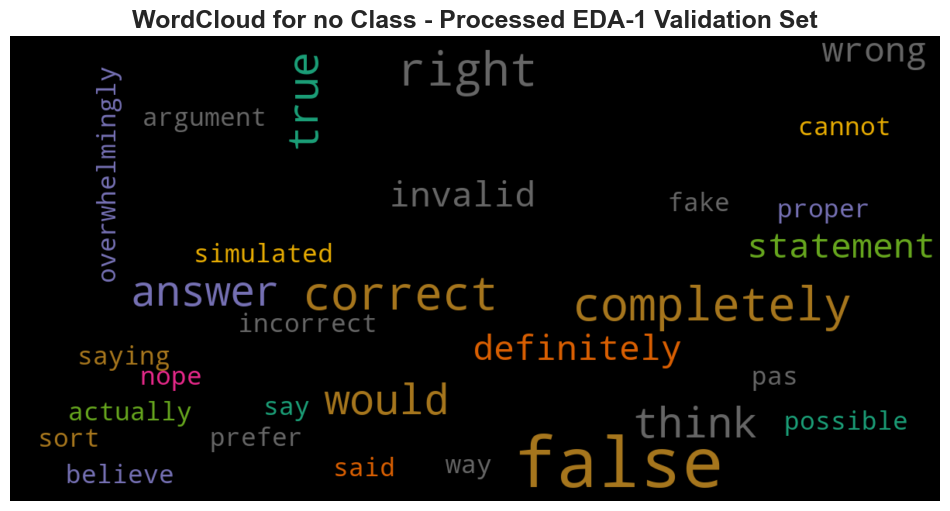 WordCloud for no Class - Processed EDA-1 Validation Set
wrong
right
true
overwhelmingly
argument
cannot
invalid
fake
proper
simulated
statement
answer
correct
completely
incorrect
definitely
saying
nope
pas
actually
say
would
think
possible
sort
prefer
false
believe
said
way